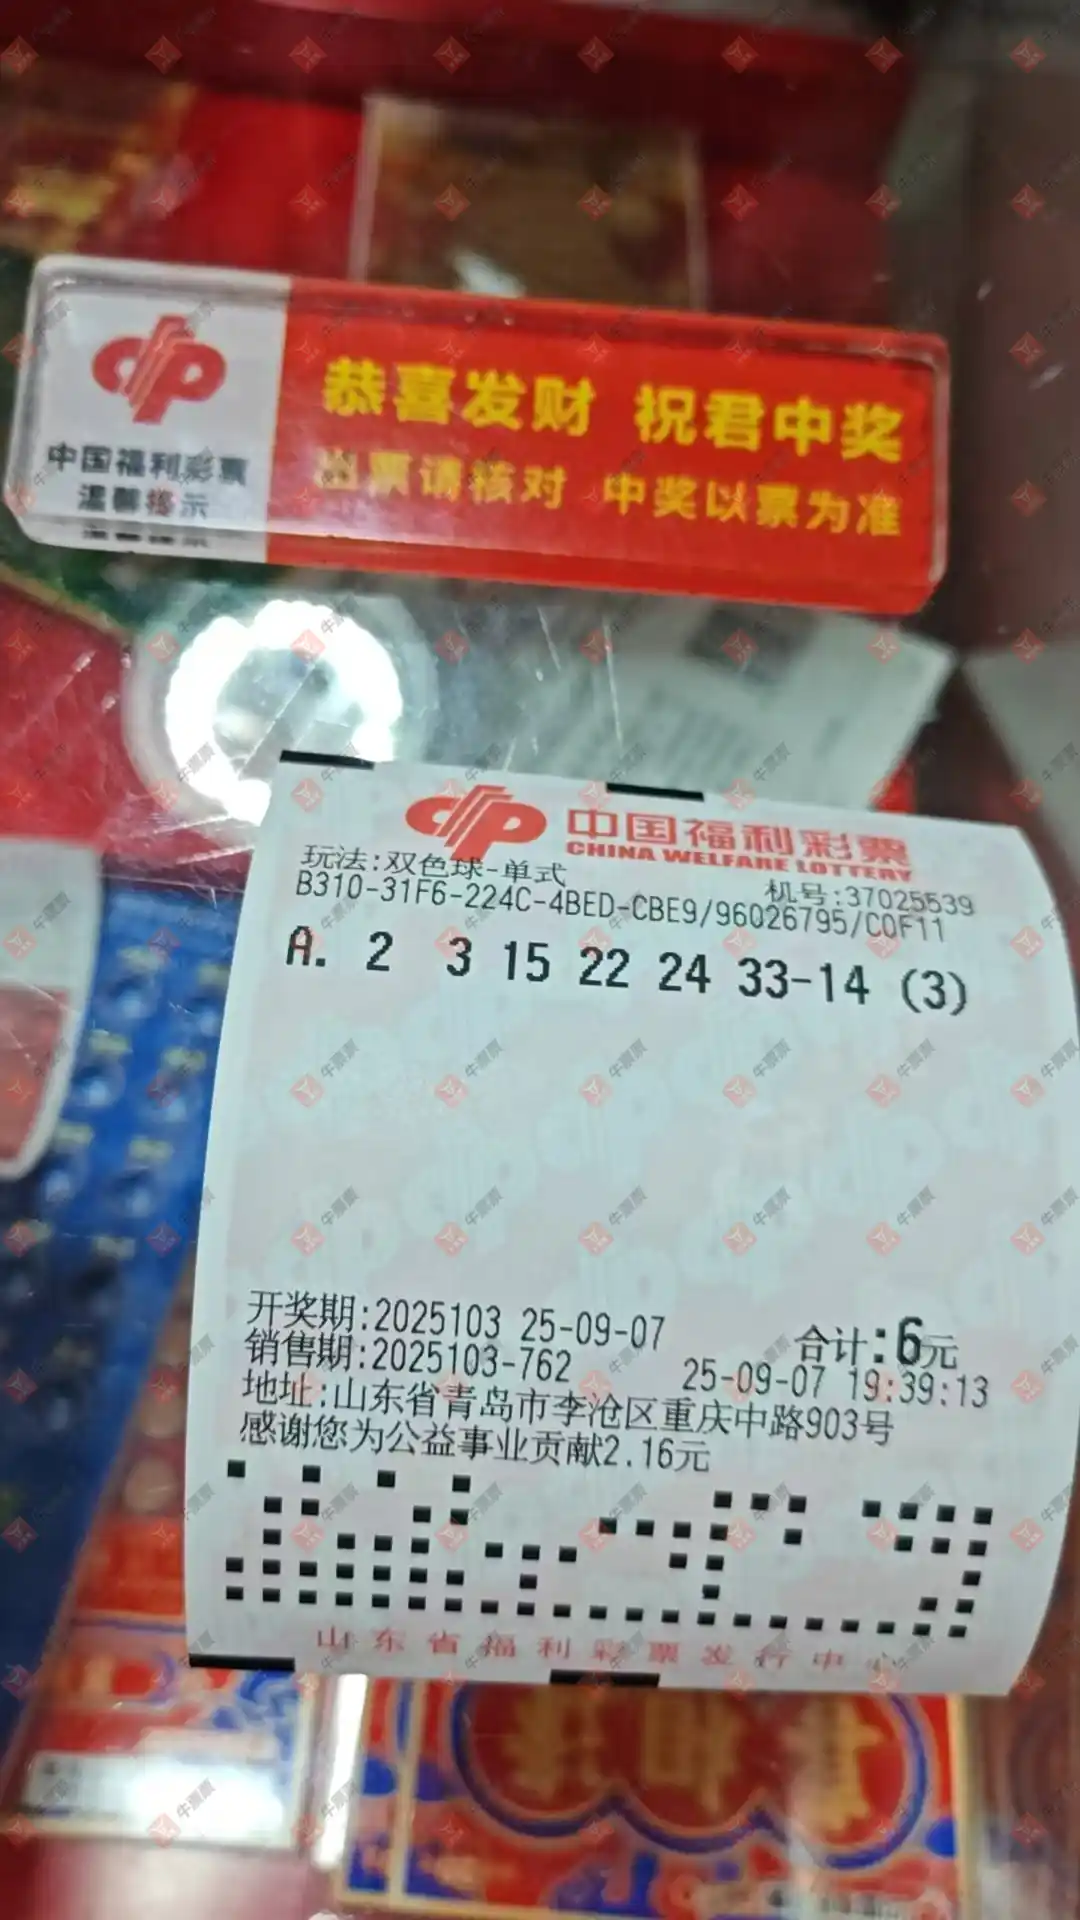 恭喜发财 祝君中奖
出票请核对 中奖以票为准
中国福利彩票
温馨提示
中国福利彩票
CHINA WELFARE LOTTERY
玩法:双色球-单式
机号:37025539
B310-31F6-224C-4BED-CBE9/96026795/C0F11
A. 2 3 15 22 24 33-14 (3)
开奖期:2025103 25-09-07
合计:6元
销售期:2025103-762 25-09-07 19:39:13
地址:山东省青岛市李沧区重庆中路903号
感谢您为公益事业贡献2.16元
山东省福利彩票发行中心
牛票票